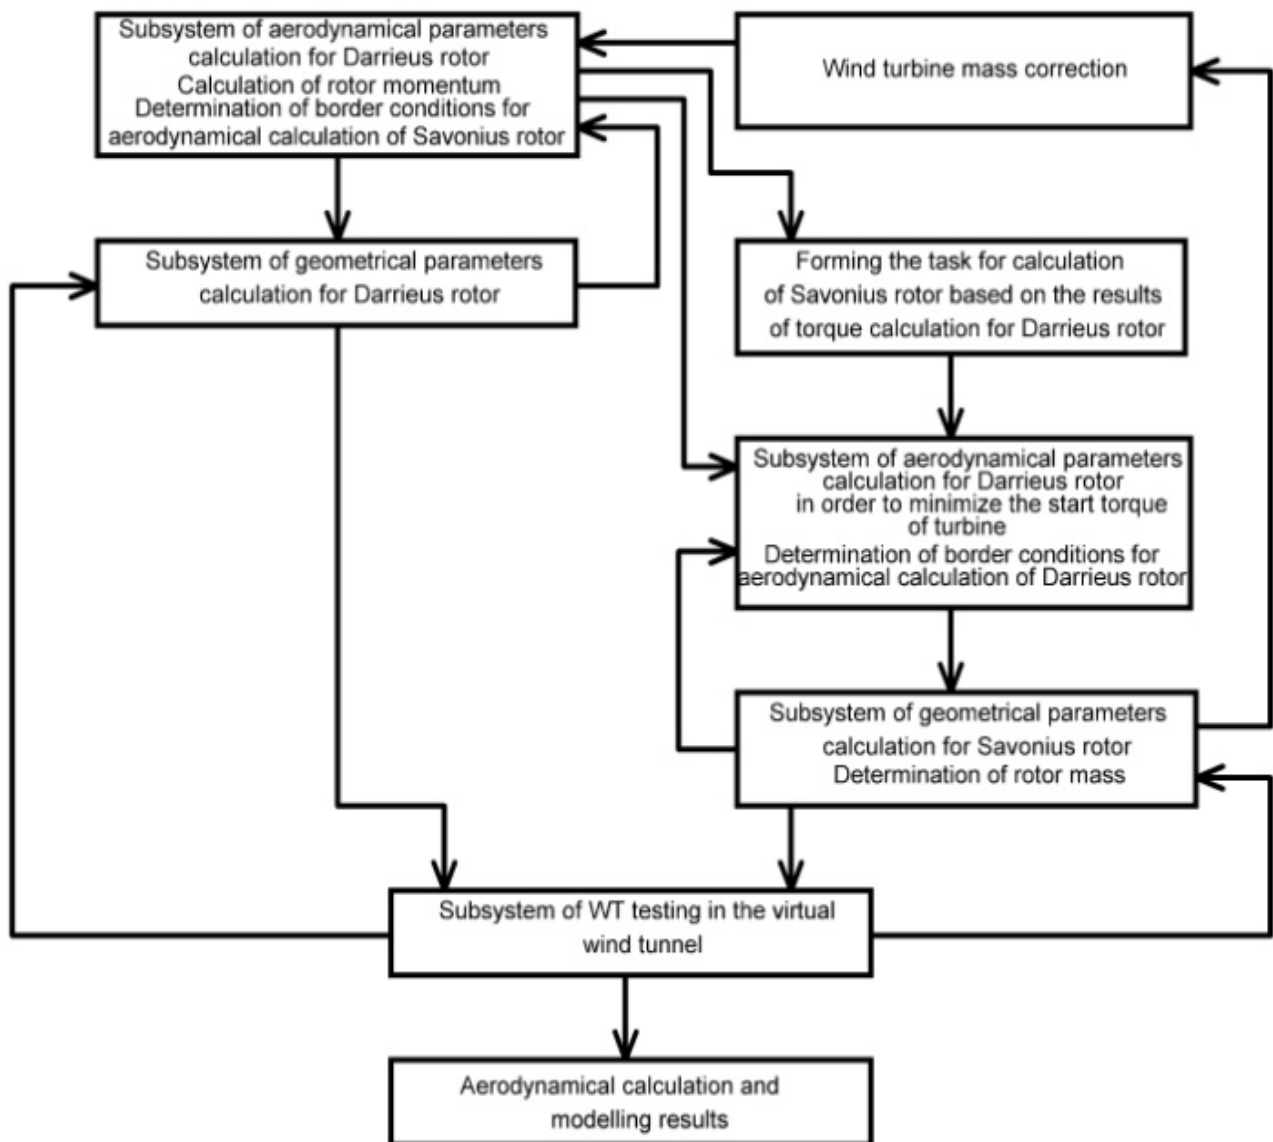 Subsystem of aerodynamical parameters
calculation for Darrieus rotor
Calculation of rotor momentum
Determination of border conditions for
aerodynamical calculation of Savonius rotor
Wind turbine mass correction
Subsystem of geometrical parameters
calculation for Darrieus rotor
Forming the task for calculation
of Savonius rotor based on the results
of torque calculation for Darrieus rotor
Subsystem of aerodynamical parameters
calculation for Darrieus rotor
in order to minimize the start torque
of turbine
Determination of border conditions for
aerodynamical calculation of Darrieus rotor
Subsystem of geometrical parameters
calculation for Savonius rotor
Determination of rotor mass
Subsystem of WT testing in the virtual
wind tunnel
Aerodynamical calculation and
modelling results